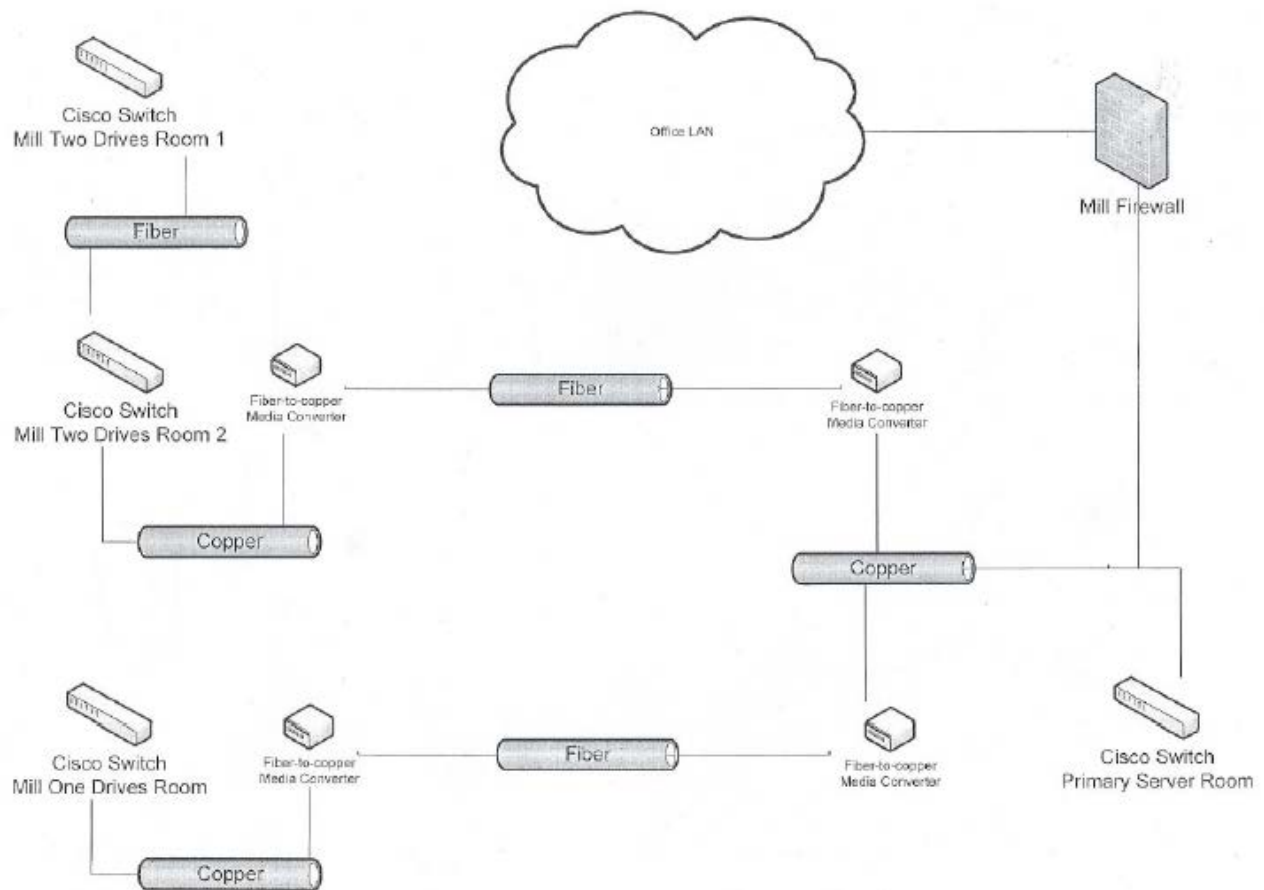 Cisco Switch
Mill Two Drives Room 1
Office LAN
Mill Firewall
Fiber
Cisco Switch
Mill Two Drives Room 2
Fiber-to-copper
Media Converter
Fiber
Fiber-to-copper
Media Converter
Copper
Copper
Cisco Switch
Mill One Drives Room
Fiber-to-copper
Media Converter
Fiber
Fiber-to-copper
Media Converter
Cisco Switch
Primary Server Room
Copper